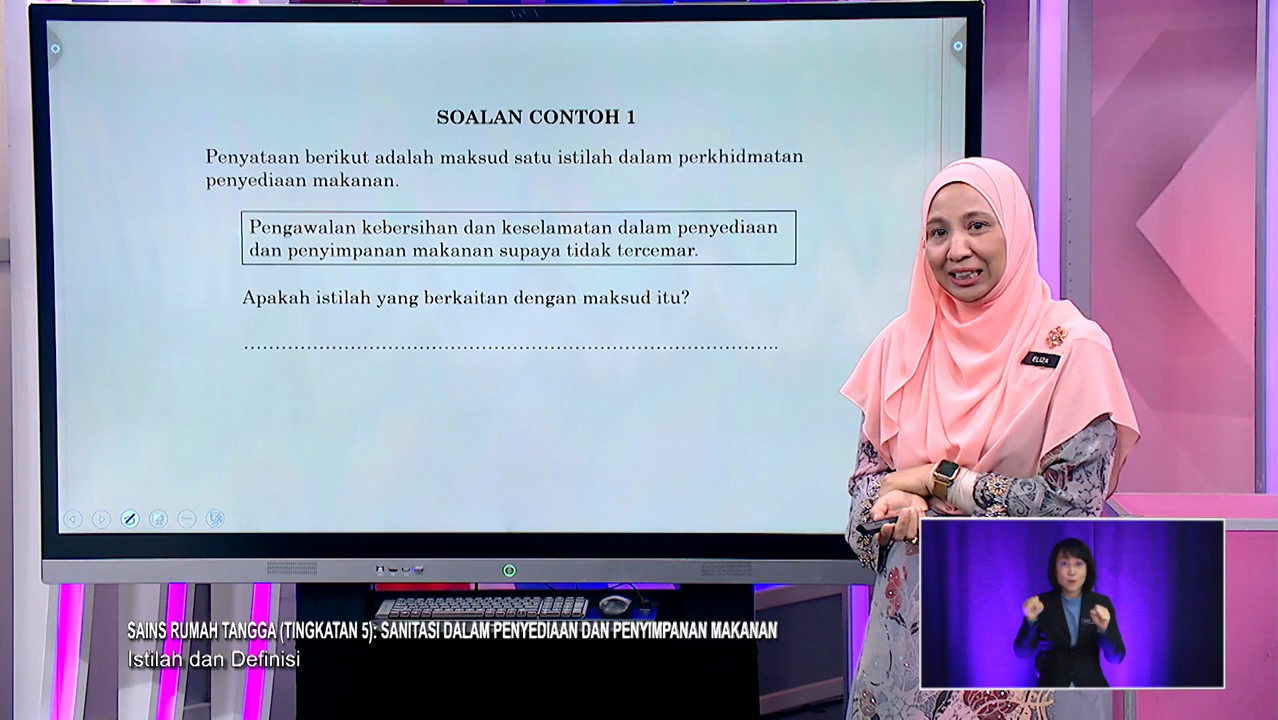 SOALAN CONTOH 1
Penyataan berikut adalah maksud satu istilah dalam perkhidmatan
penyediaan makanan.
Pengawalan kebersihan dan keselamatan dalam penyediaan
dan penyimpanan makanan supaya tidak tercemar.
Apakah istilah yang berkaitan dengan maksud itu?
ELIZA
SAINS RUMAH TANGGA (TINGKATAN 5): SANITASI DALAM PENYEDIAAN DAN PENYIMPANAN MAKANAN
Istilah dan Definisi